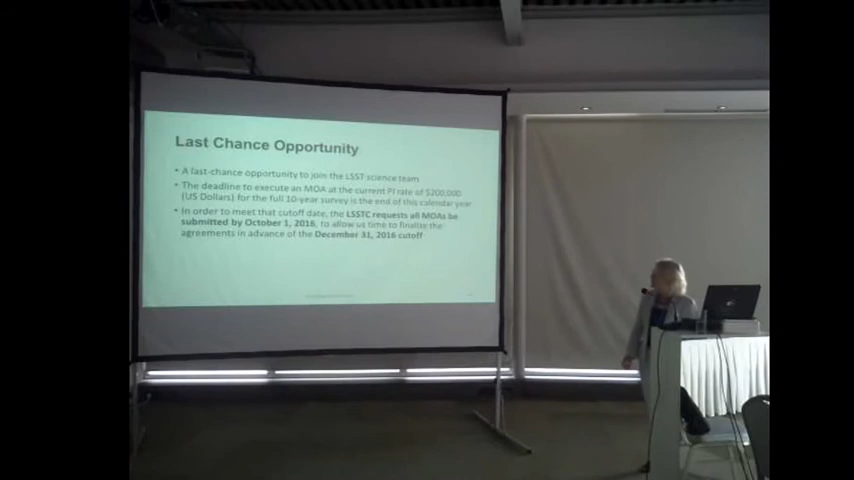 Last Chance Opportunity
• A last-chance opportunity to join the LSST science team
• The deadline to execute an MOA at the current PI rate of $200,000
(US Dollars) for the full 10-year survey is the end of this calendar year
• In order to meet that cutoff date, the LSSTC requests all MOAs be
submitted by October 1, 2016, to allow us time to finalize the
agreements in advance of the December 31, 2016 cutoff